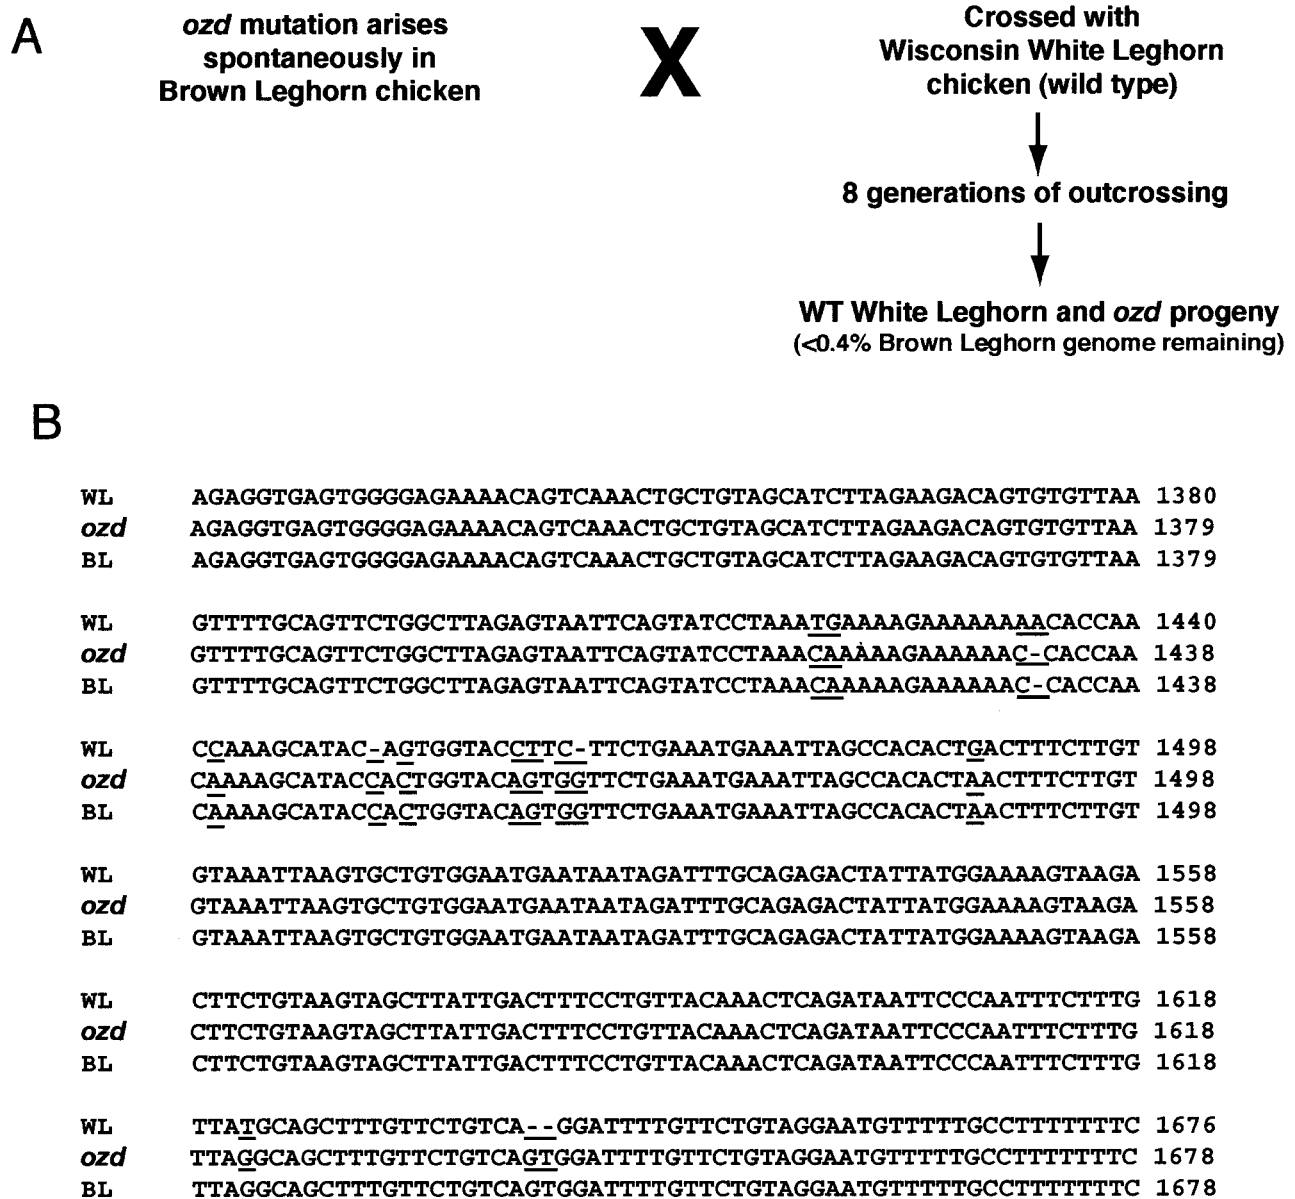 A
ozd mutation arises
spontaneously in
Brown Leghorn chicken
X
Crossed with
Wisconsin White Leghorn
chicken (wild type)
8 generations of outcrossing
WT White Leghorn and ozd progeny
(<0.4% Brown Leghorn genome remaining)
B
WL AGAGGTGAGTGGGGAGAAAACAGTCAAACTGCTGTAGCATCTTAGAAGACAGTGTGTTAA 1380
ozd AGAGGTGAGTGGGGAGAAAACAGTCAAACTGCTGTAGCATCTTAGAAGACAGTGTGTTAA 1379
BL AGAGGTGAGTGGGGAGAAAACAGTCAAACTGCTGTAGCATCTTAGAAGACAGTGTGTTAA 1379
WL GTTTTGCAGTTCTGGCTTAGAGTAATTCAGTATCCTAAATGAAAAGAAAAAAAACACCAA 1440
ozd GTTTTGCAGTTCTGGCTTAGAGTAATTCAGTATCCTAAACAAAAAGAAAAAAC-CACCAA 1438
BL GTTTTGCAGTTCTGGCTTAGAGTAATTCAGTATCCTAAACAAAAAGAAAAAAC-CACCAA 1438
WL CCAAAGCATAC-AGTGGTACCTTC-TTCTGAAATGAAATTAGCCACACTGACTTTCTTGT 1498
ozd CAAAAGCATACCACTGGTACAGTGGTTCTGAAATGAAATTAGCCACACTAACTTTCTTGT 1498
BL CAAAAGCATACCACTGGTACAGTGGTTCTGAAATGAAATTAGCCACACTAACTTTCTTGT 1498
WL GTAAATTAAGTGCTGTGGAATGAATAATAGATTTGCAGAGACTATTATGGAAAAGTAAGA 1558
ozd GTAAATTAAGTGCTGTGGAATGAATAATAGATTTGCAGAGACTATTATGGAAAAGTAAGA 1558
BL GTAAATTAAGTGCTGTGGAATGAATAATAGATTTGCAGAGACTATTATGGAAAAGTAAGA 1558
WL CTTCTGTAAGTAGCTTATTGACTTTCCTGTTACAAACTCAGATAATTCCCAATTTCTTTG 1618
ozd CTTCTGTAAGTAGCTTATTGACTTTCCTGTTACAAACTCAGATAATTCCCAATTTCTTTG 1618
BL CTTCTGTAAGTAGCTTATTGACTTTCCTGTTACAAACTCAGATAATTCCCAATTTCTTTG 1618
WL TTATGCAGCTTTGTTCTGTCA--GGATTTTGTTCTGTAGGAATGTTTTTGCCTTTTTTTC 1676
ozd TTAGGCAGCTTTGTTCTGTCAGTGGATTTTGTTCTGTAGGAATGTTTTTGCCTTTTTTTC 1678
BL TTAGGCAGCTTTGTTCTGTCAGTGGATTTTGTTCTGTAGGAATGTTTTTGCCTTTTTTTC 1678